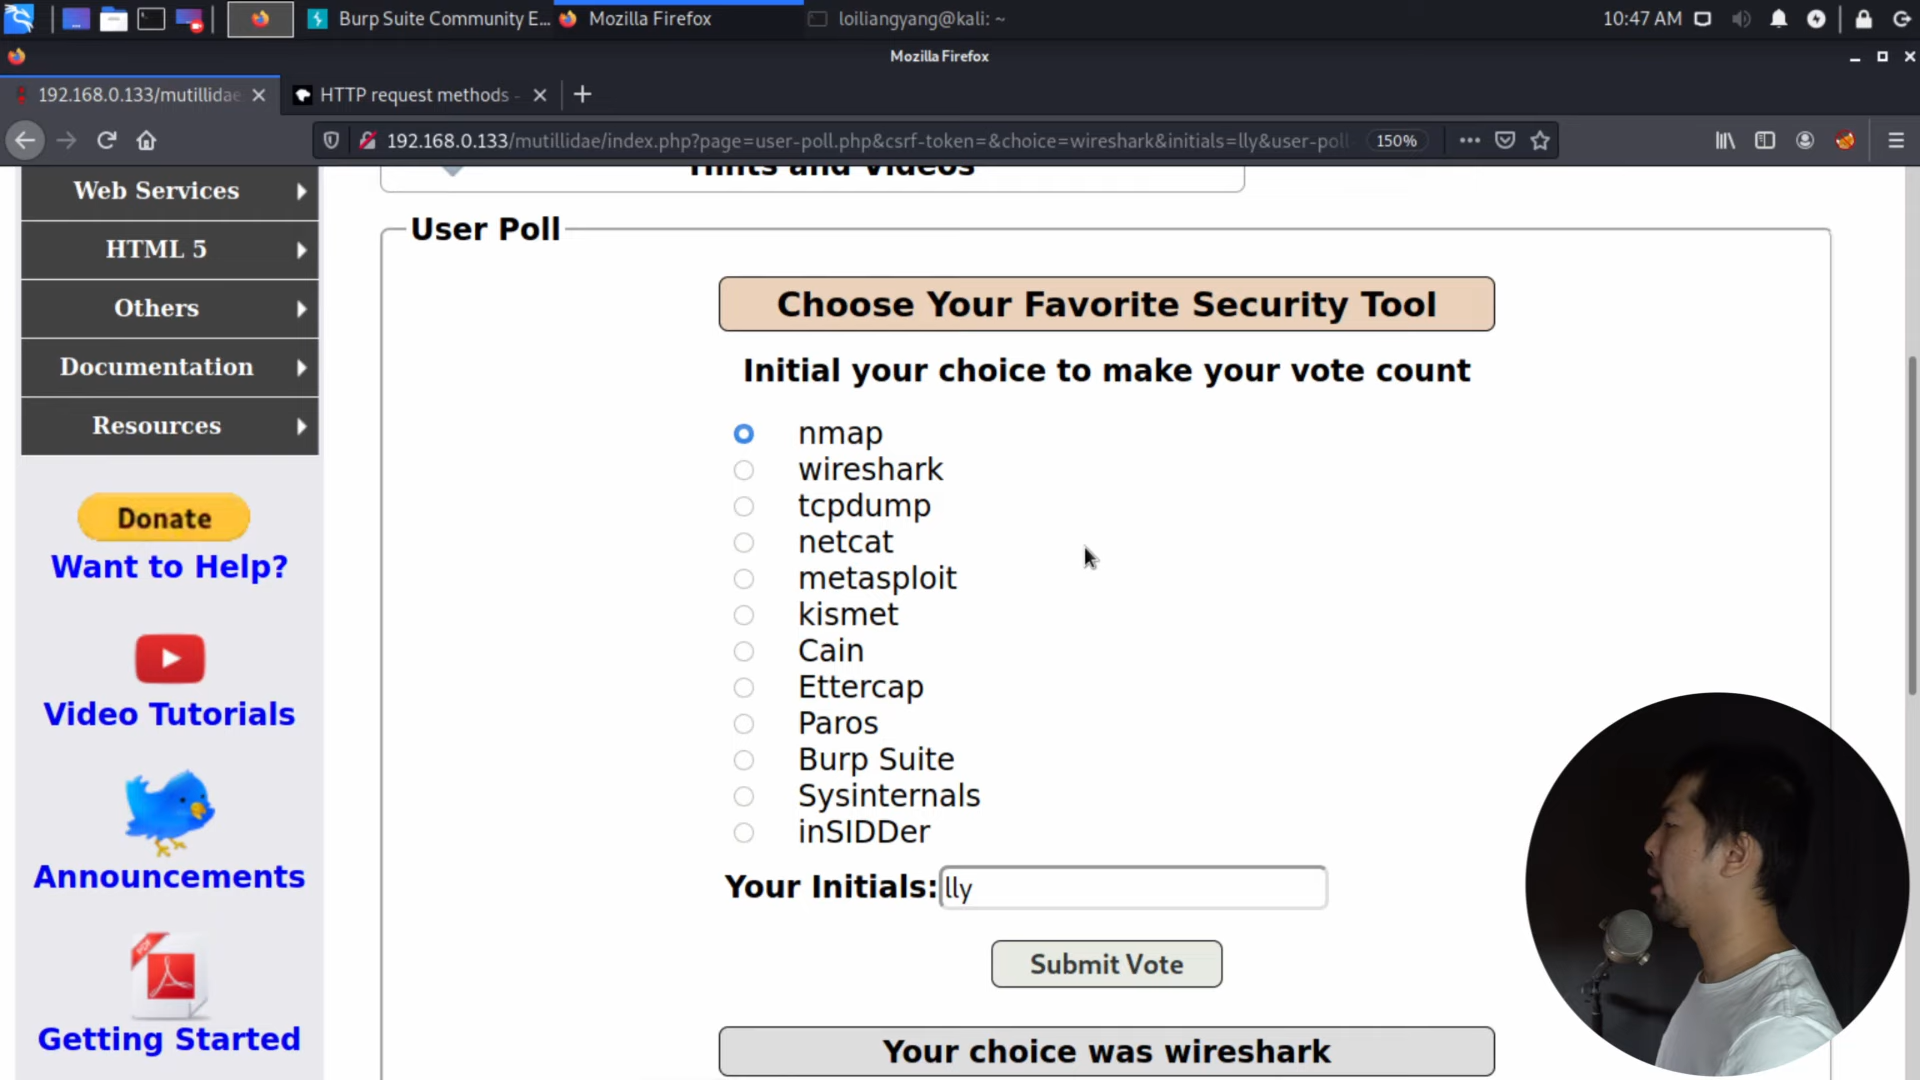 Burp Suite Community E...
Mozilla Firefox
loiliangyang@kali: ~
10:47 AM
Mozilla Firefox
192.168.0.133/mutillidae
HTTP request methods -
192.168.0.133/mutillidae/index.php?page=user-poll.php&csrf-token=&choice=wireshark&initials=lly&user-poll
150%
Hints and Videos
Web Services
HTML 5
Others
Documentation
Resources
Donate
Want to Help?
Video Tutorials
Announcements
PDF
Getting Started
User Poll
Choose Your Favorite Security Tool
Initial your choice to make your vote count
nmap
wireshark
tcpdump
netcat
metasploit
kismet
Cain
Ettercap
Paros
Burp Suite
Sysinternals
inSIDDer
Your Initials: lly
Submit Vote
Your choice was wireshark